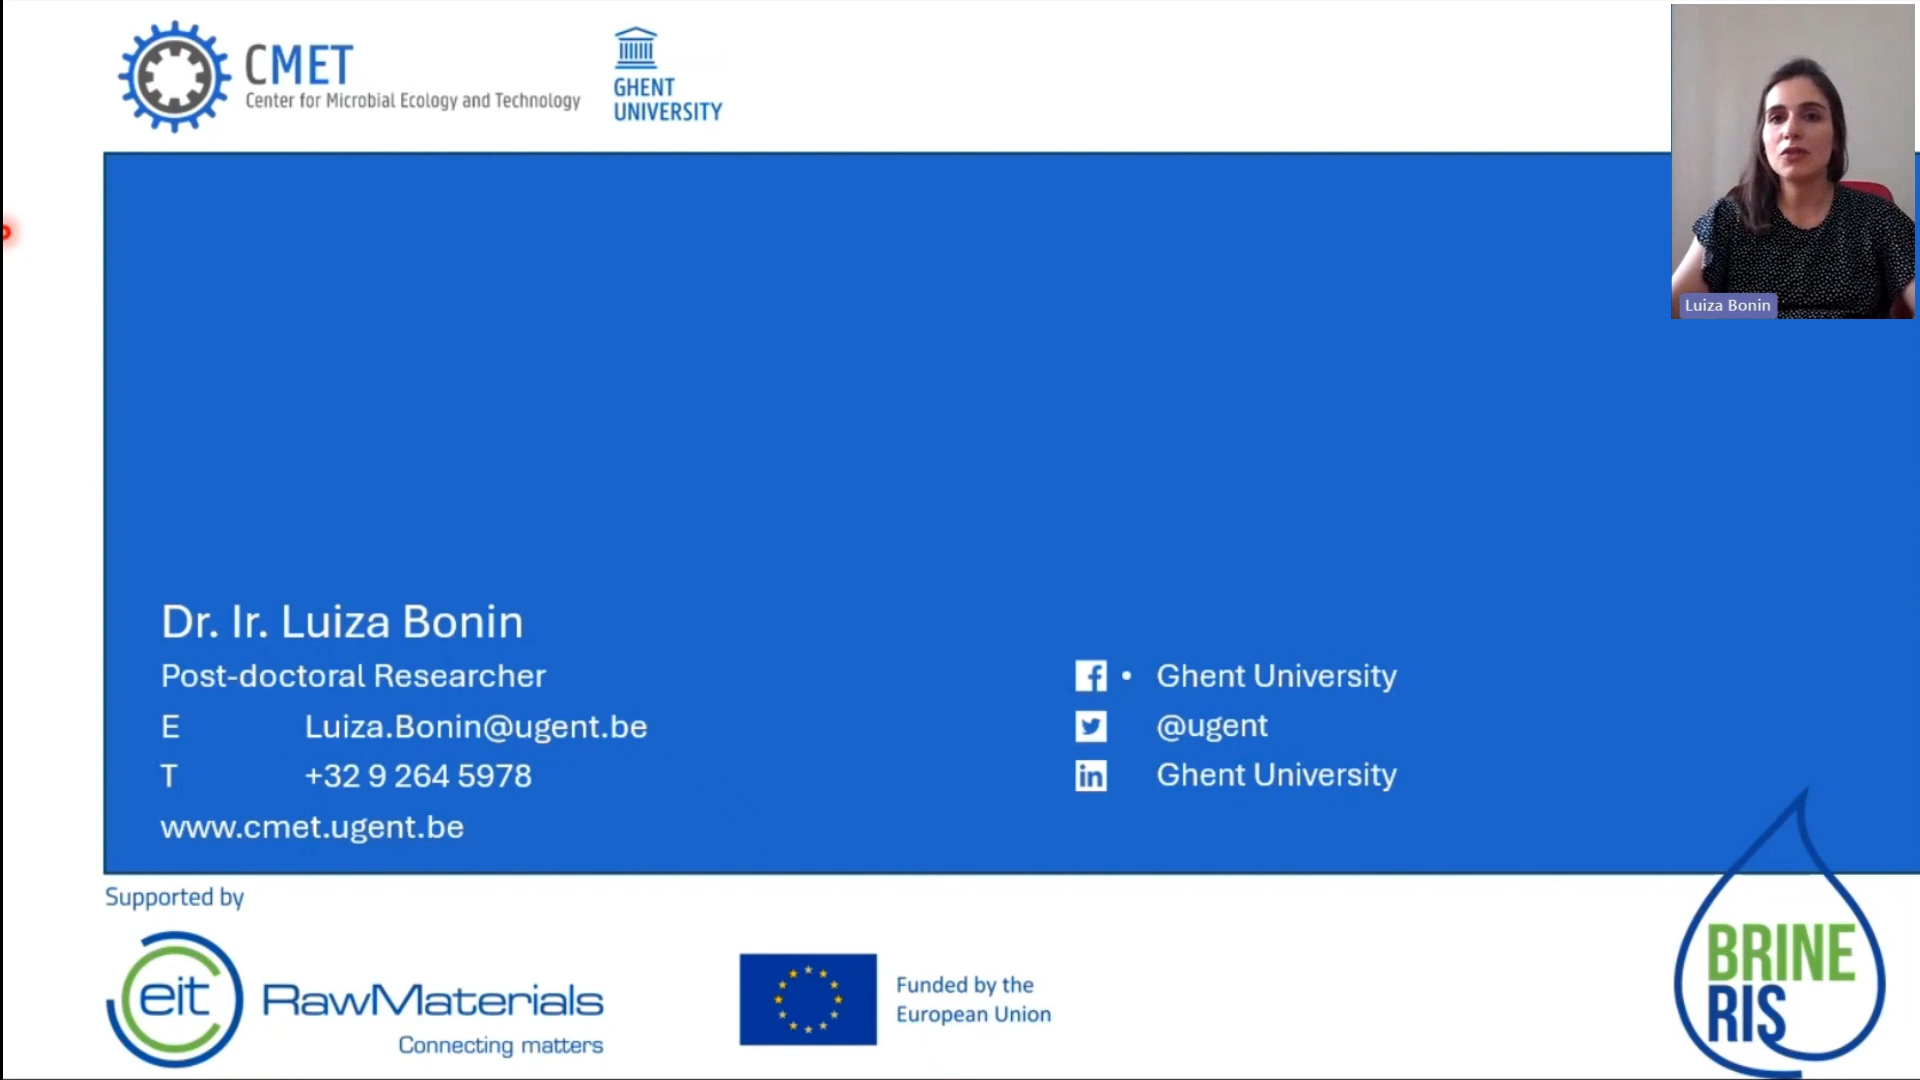 CMET
Center for Microbial Ecology and Technology
GHENT
UNIVERSITY
Luiza Bonin
Dr. Ir. Luiza Bonin
Post-doctoral Researcher
E Luiza.Bonin@ugent.be
T +32 9 264 5978
www.cmet.ugent.be
• Ghent University
@ugent
in Ghent University
Supported by
eit RawMaterials
Connecting matters
Funded by the
European Union
BRINE
RIS